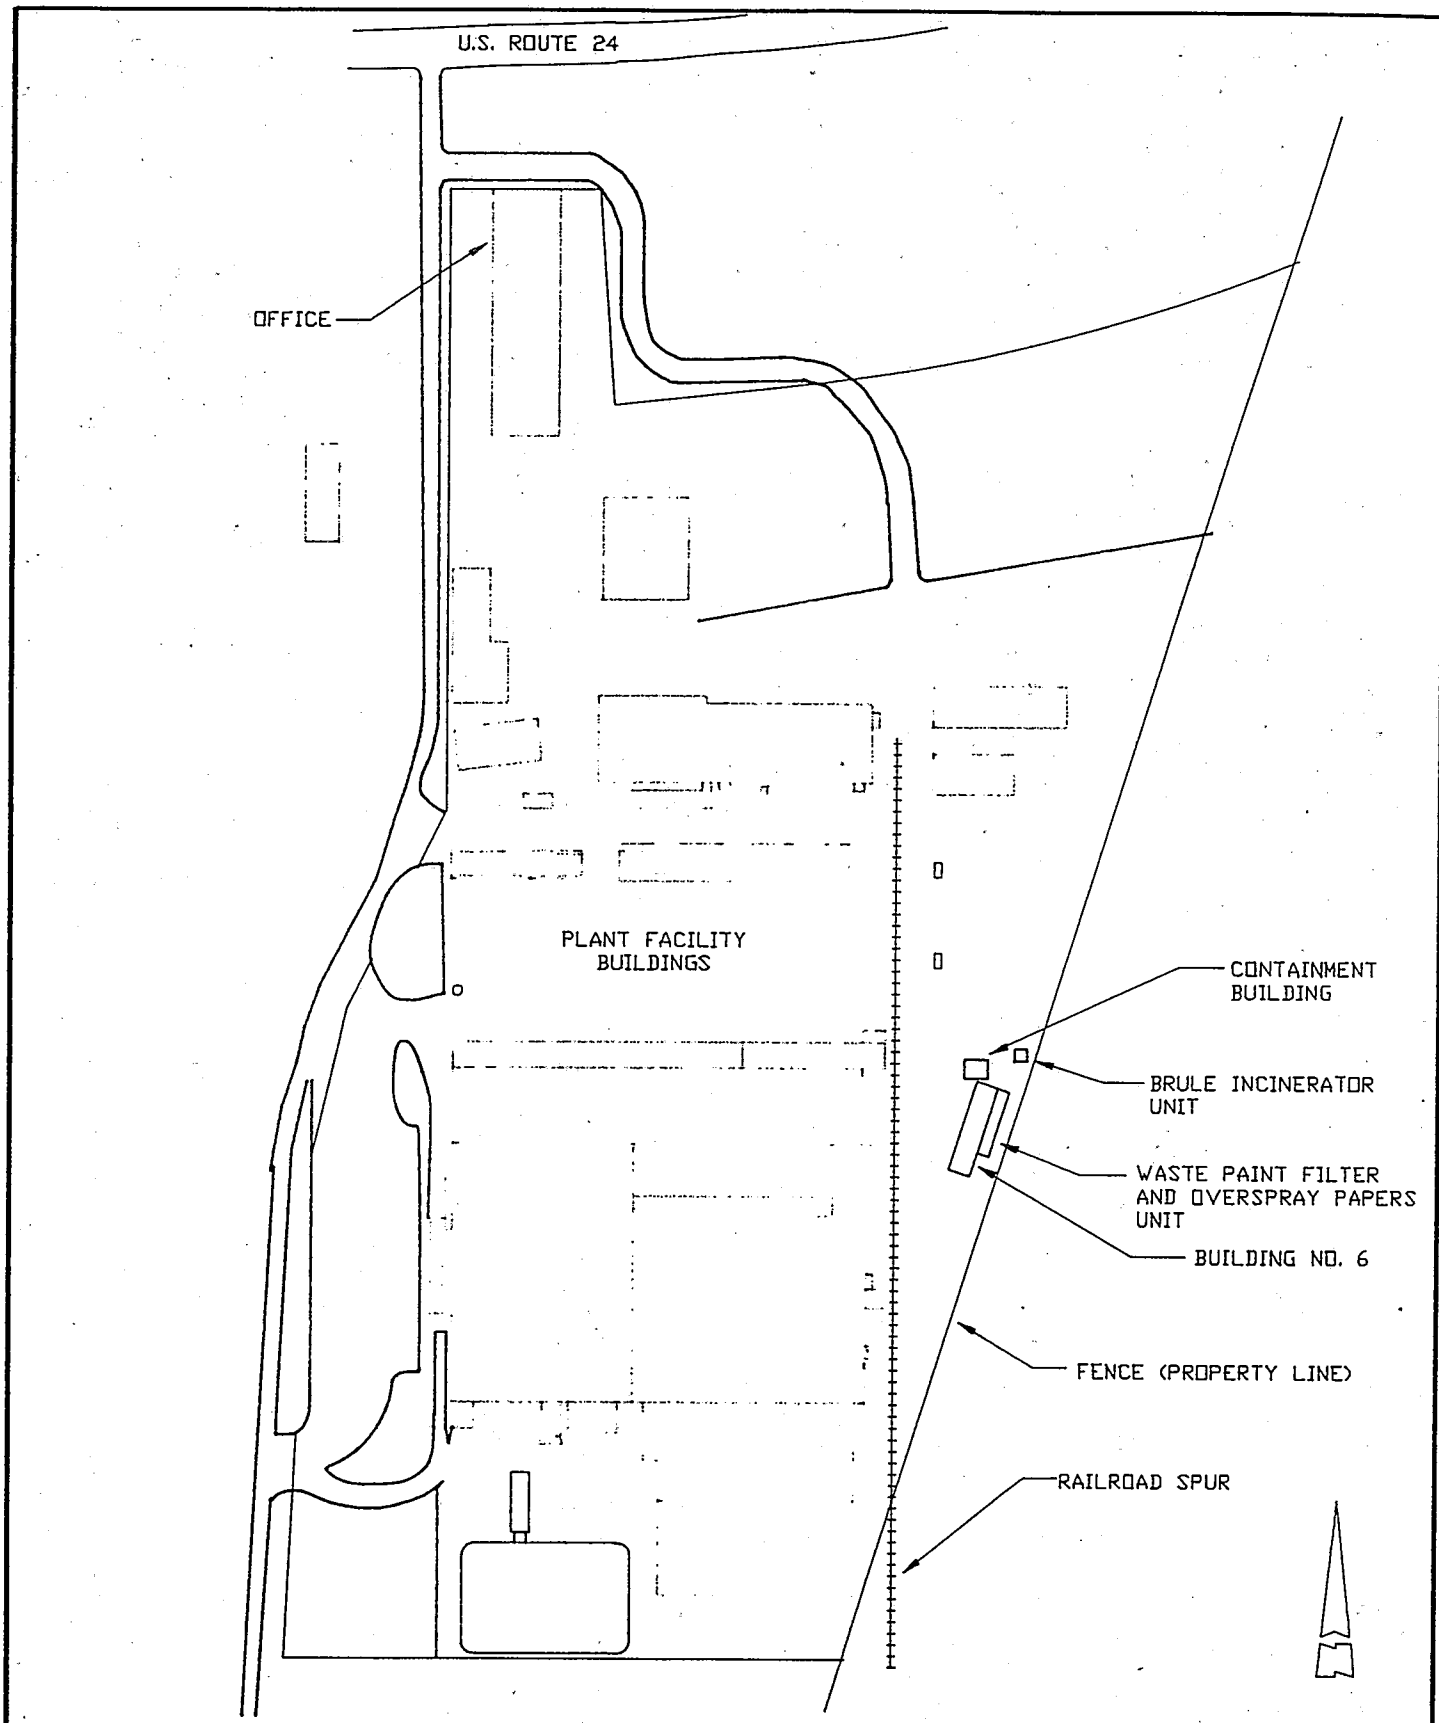 U.S. ROUTE 24
OFFICE
PLANT FACILITY
BUILDINGS
CONTAINMENT
BUILDING
BRULE INCINERATOR
UNIT
WASTE PAINT FILTER
AND OVERSPRAY PAPERS
UNIT
BUILDING NO. 6
FENCE (PROPERTY LINE)
RAILROAD SPUR